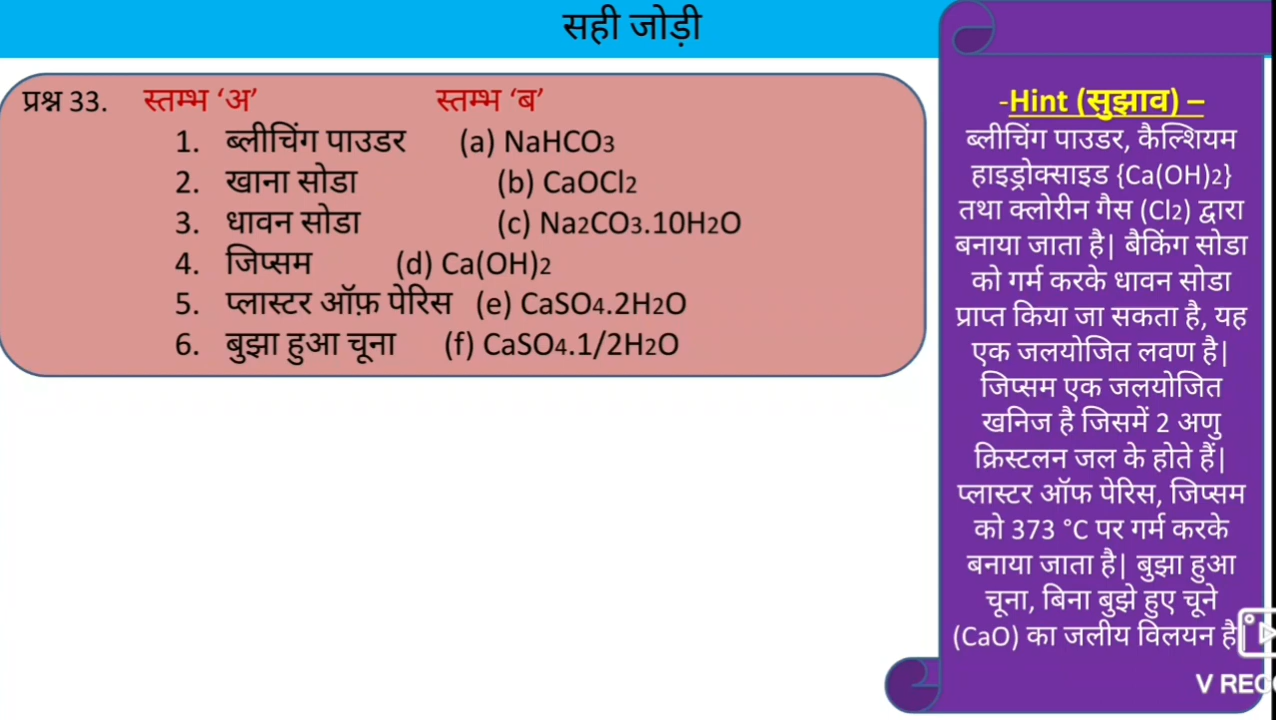 सही जोड़ी
प्रश्न 33. स्तम्भ ‘अ’ स्तम्भ ‘ब’
1. ब्लीचिंग पाउडर (a) NaHCO3
2. खाना सोडा (b) CaOCl2
3. धावन सोडा (c) Na2CO3.10H2O
4. जिप्सम (d) Ca(OH)2
5. प्लास्टर ऑफ़ पेरिस (e) CaSO4.2H2O
6. बुझा हुआ चूना (f) CaSO4.1/2H2O
-Hint (सुझाव) –
ब्लीचिंग पाउडर, कैल्शियम
हाइड्रोक्साइड {Ca(OH)2}
तथा क्लोरीन गैस (Cl2) द्वारा
बनाया जाता है| बैकिंग सोडा
को गर्म करके धावन सोडा
प्राप्त किया जा सकता है, यह
एक जलयोजित लवण है|
जिप्सम एक जलयोजित
खनिज है जिसमें 2 अणु
क्रिस्टलन जल के होते हैं|
प्लास्टर ऑफ पेरिस, जिप्सम
को 373 °C पर गर्म करके
बनाया जाता है| बुझा हुआ
चूना, बिना बुझे हुए चूने
(CaO) का जलीय विलयन है|
V REC